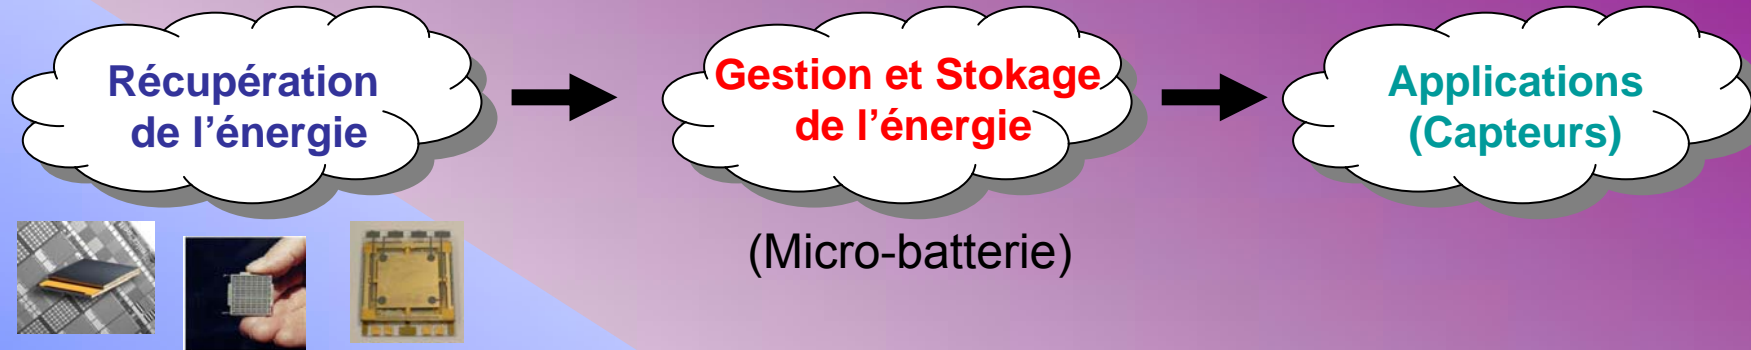 Récupération
de l’énergie
Gestion et Stokage
de l’énergie
Applications
(Capteurs)
(Micro-batterie)